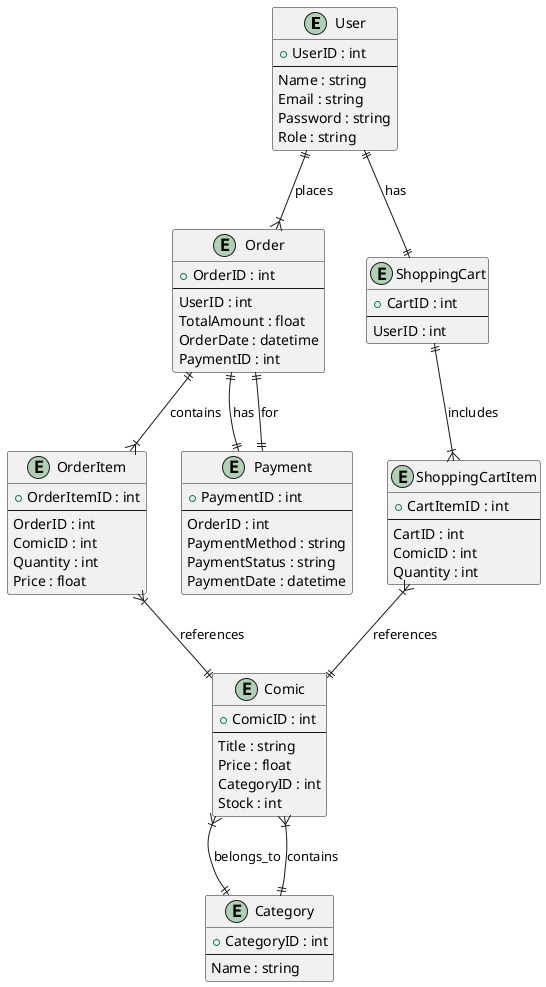 E User
+ UserID : int
Name : string
Email : string
Password : string
Role : string
places
has
E Order
+ OrderID : int
UserID : int
TotalAmount : float
OrderDate : datetime
PaymentID : int
E ShoppingCart
+ CartID : int
UserID : int
contains
has
for
includes
E OrderItem
+ OrderItemID : int
OrderID : int
ComicID : int
Quantity : int
Price : float
E Payment
+ PaymentID : int
OrderID : int
PaymentMethod : string
PaymentStatus : string
PaymentDate : datetime
E ShoppingCartItem
+ CartItemID : int
CartID : int
ComicID : int
Quantity : int
references
references
E Comic
+ ComicID : int
Title : string
Price : float
CategoryID : int
Stock : int
belongs_to
contains
E Category
+ CategoryID : int
Name : string